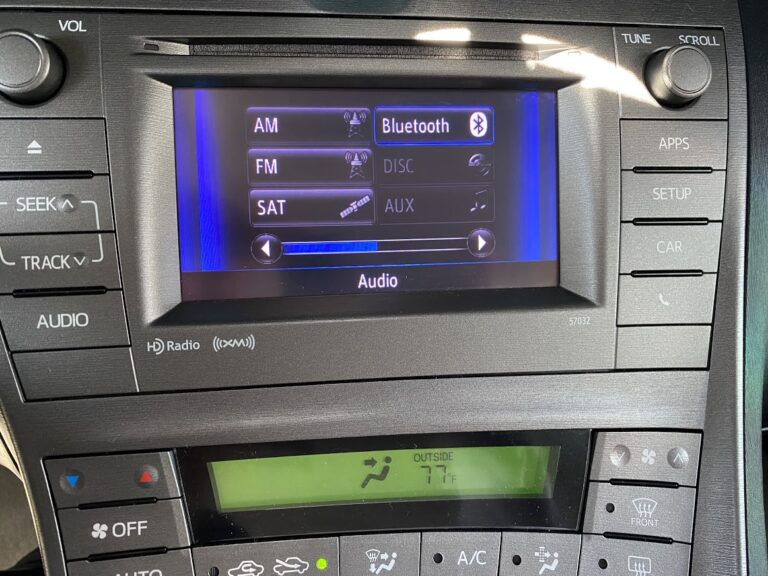 VOL
TUNE SCROLL
AM
Bluetooth
FM
DISC
SAT
AUX
Audio
SEEK
TRACK
AUDIO
APPS
SETUP
CAR
HD Radio ((XM))
57032
OUTSIDE
77°F
OFF
FRONT
AUTO
A/C